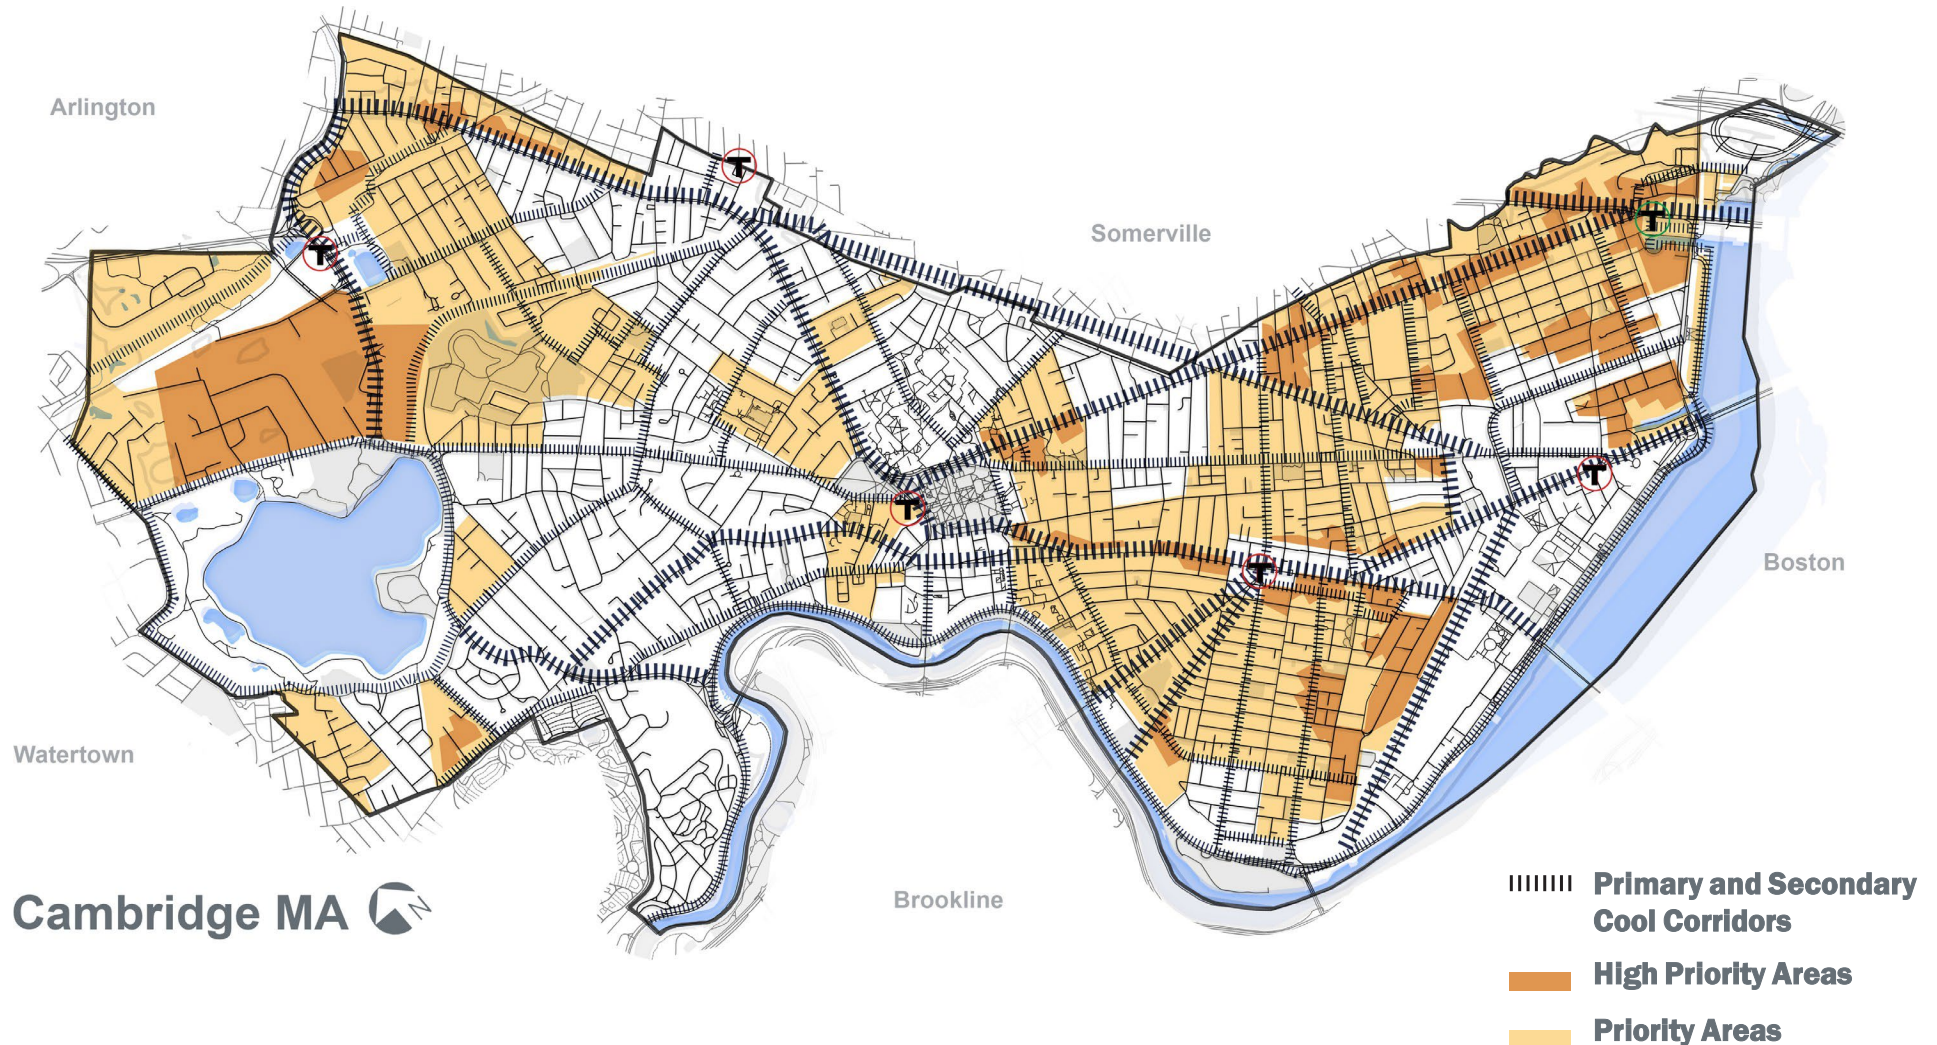 Arlington
Somerville
Boston
Watertown
Brookline
Cambridge MA
N
Primary and Secondary
Cool Corridors
High Priority Areas
Priority Areas
T
T
T
T
T
T